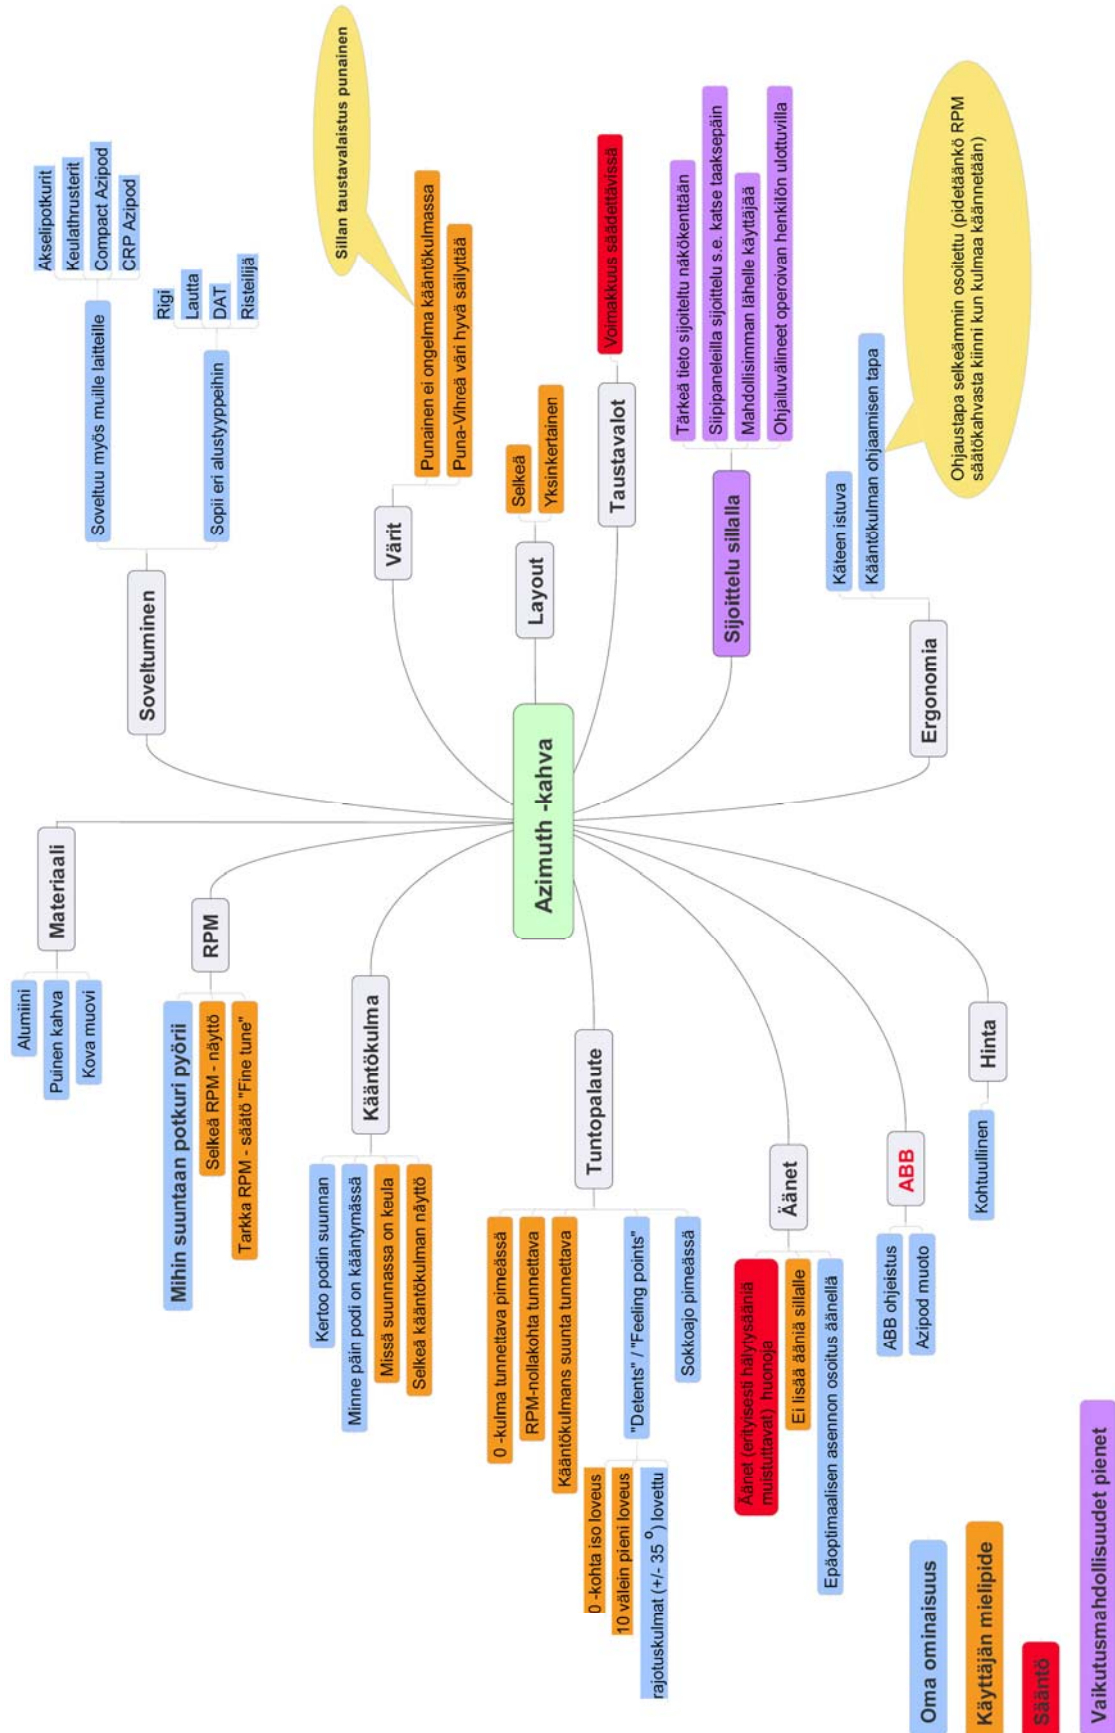 Azimuth -kahva
Materiaali
Alumiini
Puinen kahva
Kova muovi
RPM
Mihin suuntaan potkuri pyörii
Selkeä RPM - näyttö
Tarkka RPM - säätö "Fine tune"
Kääntökulma
Kertoo podin suunnan
Minne päin podi on kääntymässä
Missä suunnassa on keula
Selkeä kääntökulman näyttö
Tuntopalaute
0 -kulma tunnettava pimeässä
RPM-nollakohta tunnettava
Kääntökulmans suunta tunnettava
"Detents" / "Feeling points"
0 -kohta iso loveus
10 välein pieni loveus
rajotuskulmat (+/- 35 º) lovettu
Sokkoajo pimeässä
Äänet
Äänet (erityisesti hälytysääniä
muistuttavat) huonoja
Ei lisää ääniä sillalle
Epäoptimaalisen asennon osoitus äänellä
ABB
ABB ohjeistus
Azipod muoto
Hinta
Kohtuullinen
Soveltuminen
Soveltuu myös muille laitteille
Akselipotkurit
Keulathrusterit
Compact Azipod
CRP Azipod
Sopii eri alustyyppeihin
Rigi
Lautta
DAT
Risteilijä
Värit
Punainen ei ongelma kääntökulmassa
Puna-Vihreä väri hyvä säilyttää
Sillan taustavalaistus punainen
Layout
Selkeä
Yksinkertainen
Taustavalot
Voimakkuus säädettävissä
Sijoittelu sillalla
Tärkeä tieto sijoiteltu näkökenttään
Siipipaneleilla sijoittelu s.e. katse taaksepäin
Mahdollisimman lähelle käyttäjää
Ohjailuvälineet operoivan henkilön ulottuvilla
Ergonomia
Käteen istuva
Kääntökulman ohjaamisen tapa
Ohjaustapa selkeämmin osoitettu (pidetäänkö RPM
säätökahvasta kiinni kun kulmaa käännetään)
Oma ominaisuus
Käyttäjän mielipide
Sääntö
Vaikutusmahdollisuudet pienet